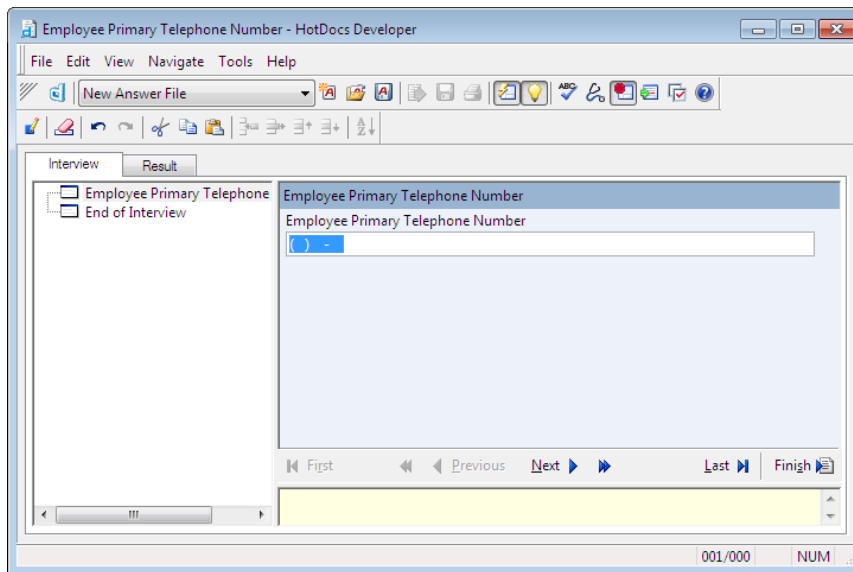 Employee Primary Telephone Number - HotDocs Developer
File Edit View Navigate Tools Help
New Answer File
Interview Result
Employee Primary Telephone
End of Interview
Employee Primary Telephone Number
Employee Primary Telephone Number
( ) -
First Previous Next Last Finish
001/000 NUM